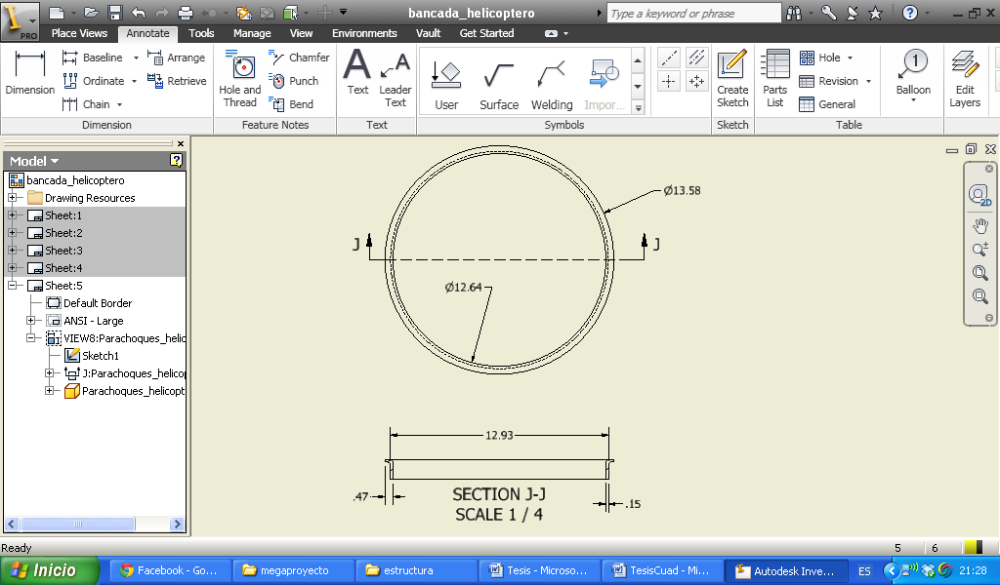 bancada_helicoptero
Type a keyword or phrase
PRO
Place Views Annotate Tools Manage View Environments Vault Get Started
Dimension
Baseline
Ordinate
Chain
Arrange
Retrieve
Hole and Thread
Chamfer
Punch
Bend
Text
Leader Text
User
Surface
Welding
Impor...
Create Sketch
Parts List
Hole
Revision
General
Balloon
Edit Layers
Dimension Feature Notes Text Symbols Sketch Table
Model
bancada_helicoptero
Drawing Resources
Sheet:1
Sheet:2
Sheet:3
Sheet:4
Sheet:5
Default Border
ANSI - Large
VIEW8:Parachoques_helic
Sketch1
J:Parachoques_helicop
Parachoques_helicopt
2D
Ø13.58
J J
Ø12.64
12.93
.47
.15
SECTION J-J
SCALE 1 / 4
Ready 5 6
Inicio
Facebook - Go...
megaproyecto
estructura
Tesis - Microso...
TesisCuad - Mi...
Autodesk Inve...
ES
21:28